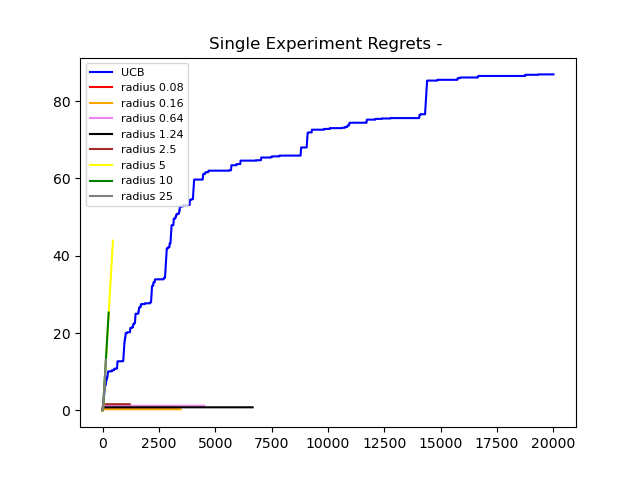 Single Experiment Regrets -
UCB
radius 0.08
radius 0.16
radius 0.64
radius 1.24
radius 2.5
radius 5
radius 10
radius 25
80
60
40
20
0
0 2500 5000 7500 10000 12500 15000 17500 20000